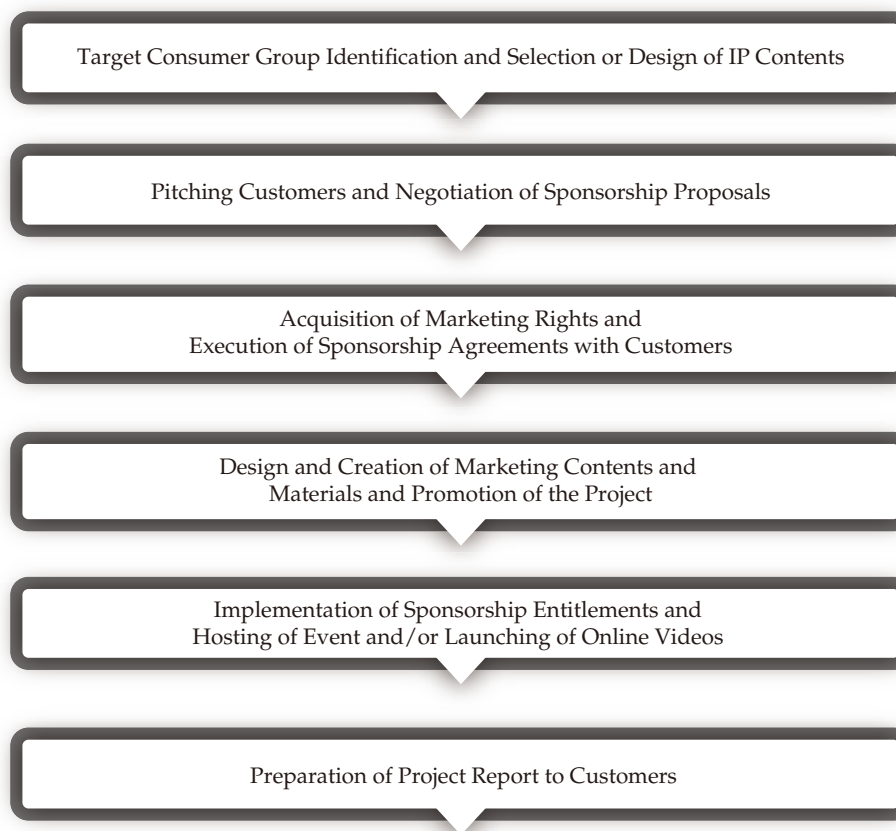 Target Consumer Group Identification and Selection or Design of IP Contents
Pitching Customers and Negotiation of Sponsorship Proposals
Acquisition of Marketing Rights and
Execution of Sponsorship Agreements with Customers
Design and Creation of Marketing Contents and
Materials and Promotion of the Project
Implementation of Sponsorship Entitlements and
Hosting of Event and/or Launching of Online Videos
Preparation of Project Report to Customers